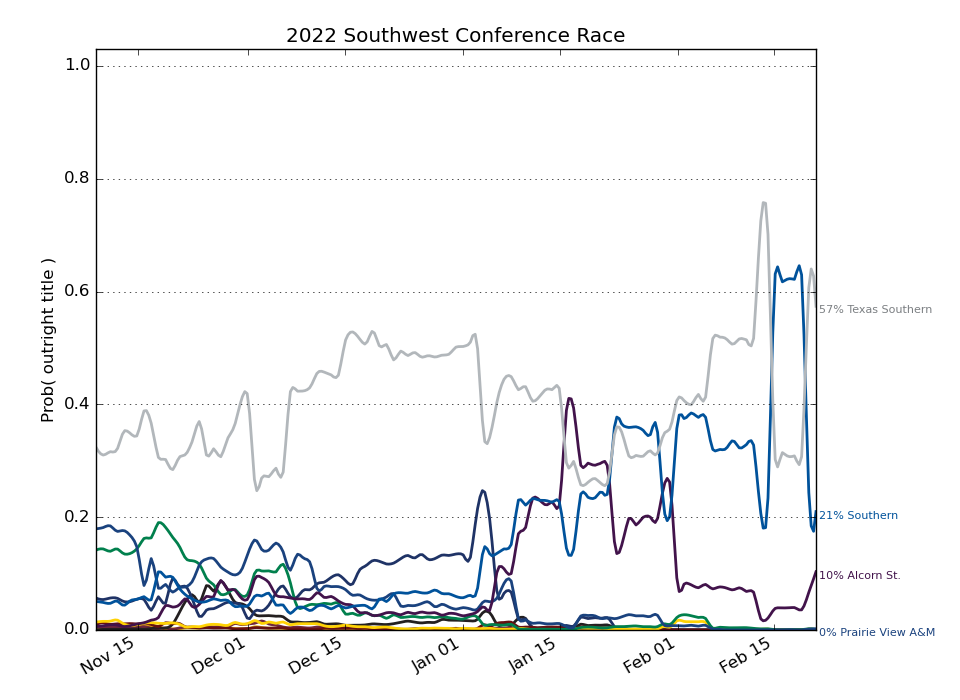 2022 Southwest Conference Race
Prob( outright title )
1.0
0.8
0.6
0.4
0.2
0.0
57% Texas Southern
21% Southern
10% Alcorn St.
0% Prairie View A&M
Nov 15
Dec 01
Dec 15
Jan 01
Jan 15
Feb 01
Feb 15